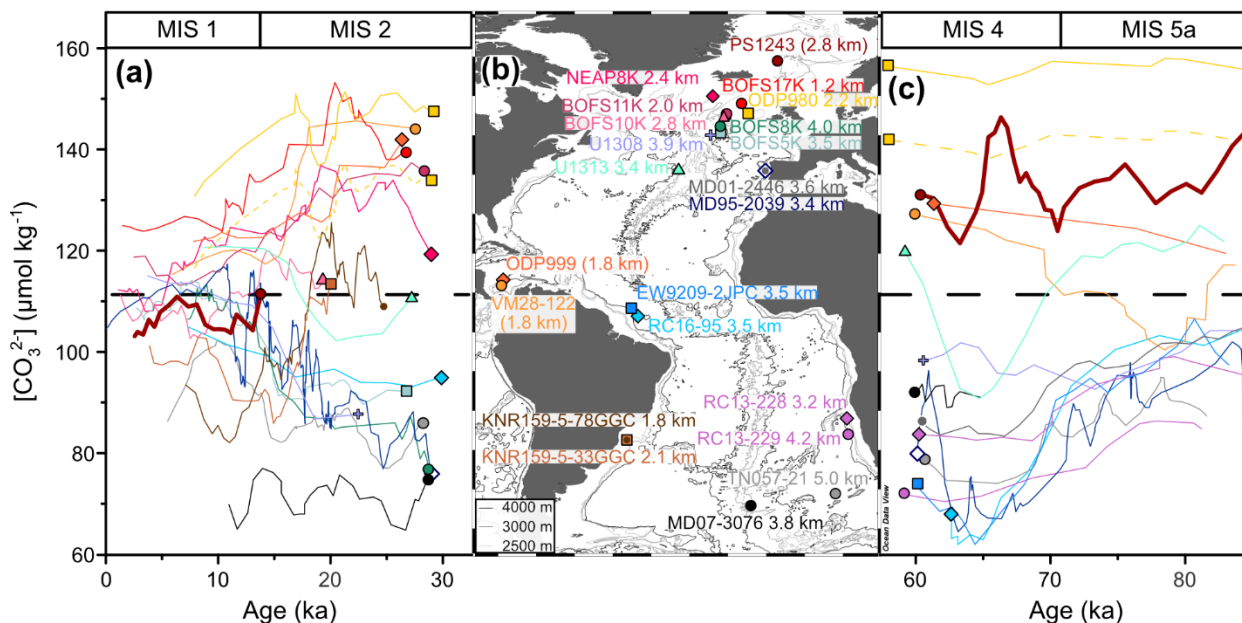 MIS 1
MIS 2
MIS 4
MIS 5a
160
140
120
100
80
60
[CO₃²⁻] (µmol kg⁻¹)
(a)
0
10
20
30
Age (ka)
(b)
PS1243 (2.8 km)
NEAP8K 2.4 km
BOFS17K 1.2 km
ODP980 2.2 km
BOFS11K 2.0 km
BOFS10K 2.8 km
BOFS8K 4.0 km
BOFS5K 3.5 km
U1308 3.9 km
U1313 3.4 km
MD01-2446 3.6 km
MD95-2039 3.4 km
ODP999 (1.8 km)
VM28-122
(1.8 km)
EW9209-2JPC 3.5 km
RC16-95 3.5 km
RC13-228 3.2 km
KNR159-5-78GGC 1.8 km
RC13-229 4.2 km
KNR159-5-33GGC 2.1 km
TN057-21 5.0 km
MD07-3076 3.8 km
4000 m
3000 m
2500 m
Ocean Data View
(c)
60
70
80
Age (ka)